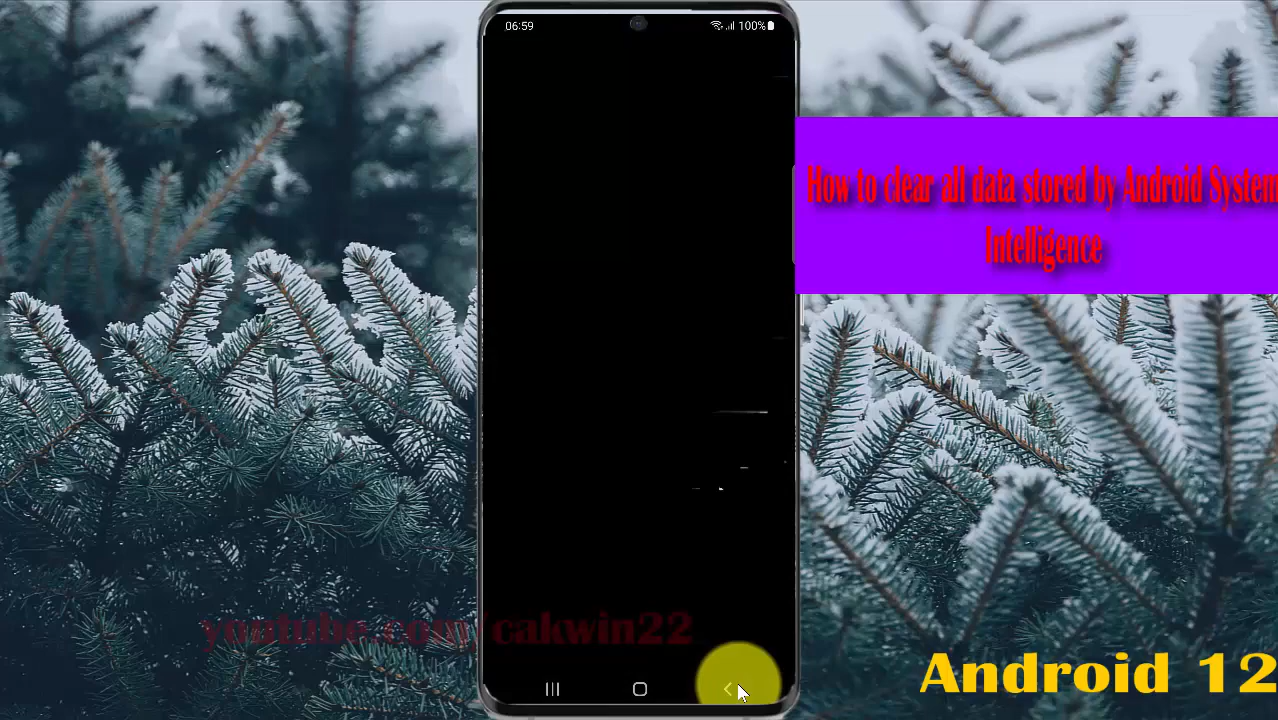 06:59
100%
How to clear all data stored by Android System
Intelligence
youtube.com/cakwin22
Android 12